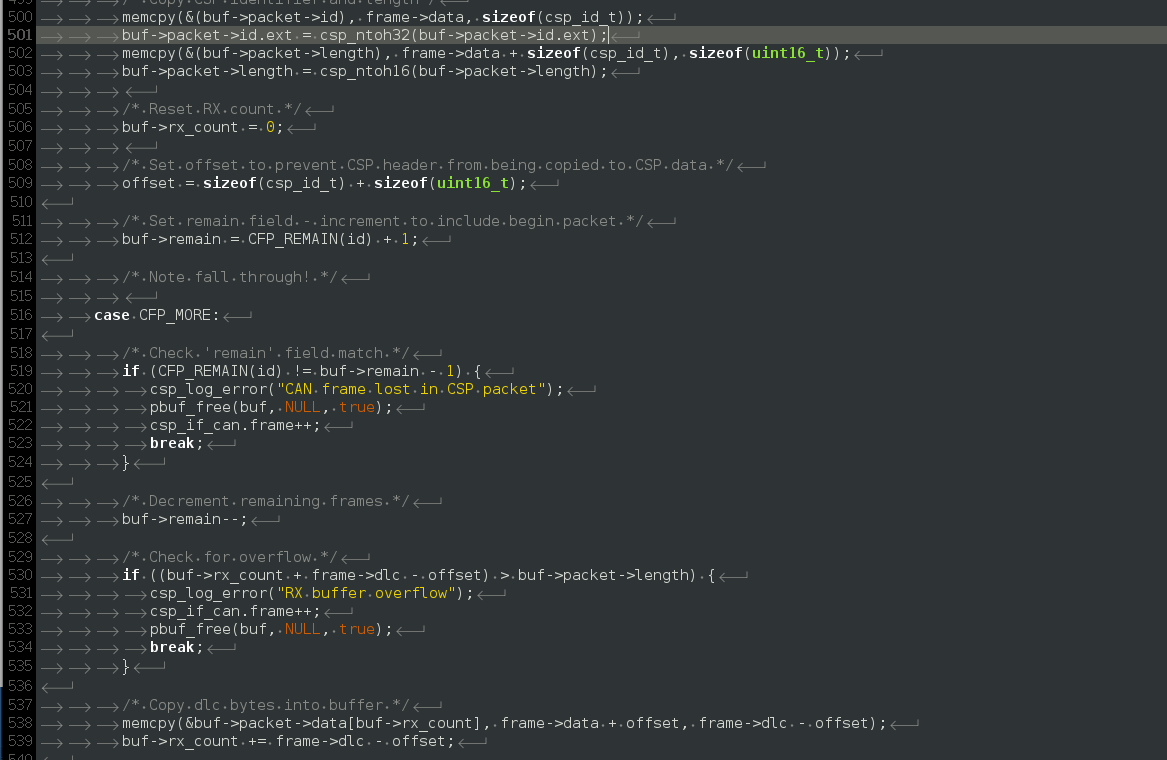 /* Copy CSP identifier and length */
500 memcpy(&(buf->packet->id), frame->data, sizeof(csp_id_t));
501 buf->packet->id.ext = csp_ntoh32(buf->packet->id.ext);
502 memcpy(&(buf->packet->length), frame->data + sizeof(csp_id_t), sizeof(uint16_t));
503 buf->packet->length = csp_ntoh16(buf->packet->length);
504
505 /* Reset RX count */
506 buf->rx_count = 0;
507
508 /* Set offset to prevent CSP header from being copied to CSP data */
509 offset = sizeof(csp_id_t) + sizeof(uint16_t);
510
511 /* Set remain field - increment to include begin packet */
512 buf->remain = CFP_REMAIN(id) + 1;
513
514 /* Note fall through! */
515
516 case CFP_MORE:
517
518 /* Check 'remain' field match */
519 if (CFP_REMAIN(id) != buf->remain - 1) {
520 csp_log_error("CAN frame lost in CSP packet");
521 pbuf_free(buf, NULL, true);
522 csp_if_can.frame++;
523 break;
524 }
525
526 /* Decrement remaining frames */
527 buf->remain--;
528
529 /* Check for overflow */
530 if ((buf->rx_count + frame->dlc - offset) > buf->packet->length) {
531 csp_log_error("RX buffer overflow");
532 csp_if_can.frame++;
533 pbuf_free(buf, NULL, true);
534 break;
535 }
536
537 /* Copy dlc bytes into buffer */
538 memcpy(&buf->packet->data[buf->rx_count], frame->data + offset, frame->dlc - offset);
539 buf->rx_count += frame->dlc - offset;
540